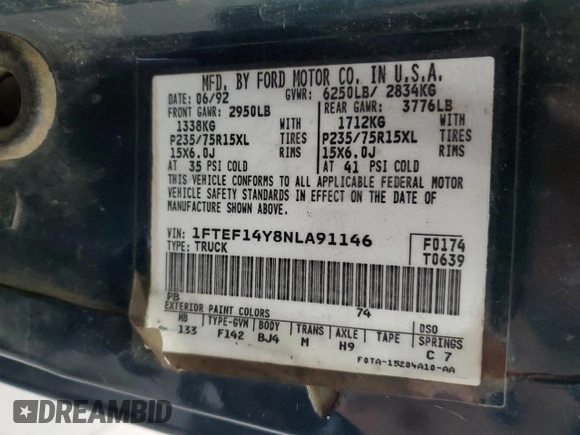 MFD. BY FORD MOTOR CO. IN U.S.A.
DATE: 06/92 GVWR: 6250LB/ 2834KG
FRONT GAWR: 2950LB REAR GAWR: 3776LB
1338KG WITH 1712KG WITH
P235/75R15XL TIRES P235/75R15XL TIRES
15X6.0J RIMS 15X6.0J RIMS
AT 35 PSI COLD AT 41 PSI COLD
THIS VEHICLE CONFORMS TO ALL APPLICABLE FEDERAL MOTOR
VEHICLE SAFETY STANDARDS IN EFFECT ON THE DATE OF
MANUFACTURE SHOWN ABOVE.
VIN: 1FTEF14Y8NLA91146 F0174
TYPE: TRUCK T0639
PB 74
EXTERIOR PAINT COLORS DSO
WB TYPE-GVM BODY TRANS AXLE TAPE SPRINGS
133 F142 BJ4 M H9 C 7
F0TA-15204A10-AA
DREAMBID